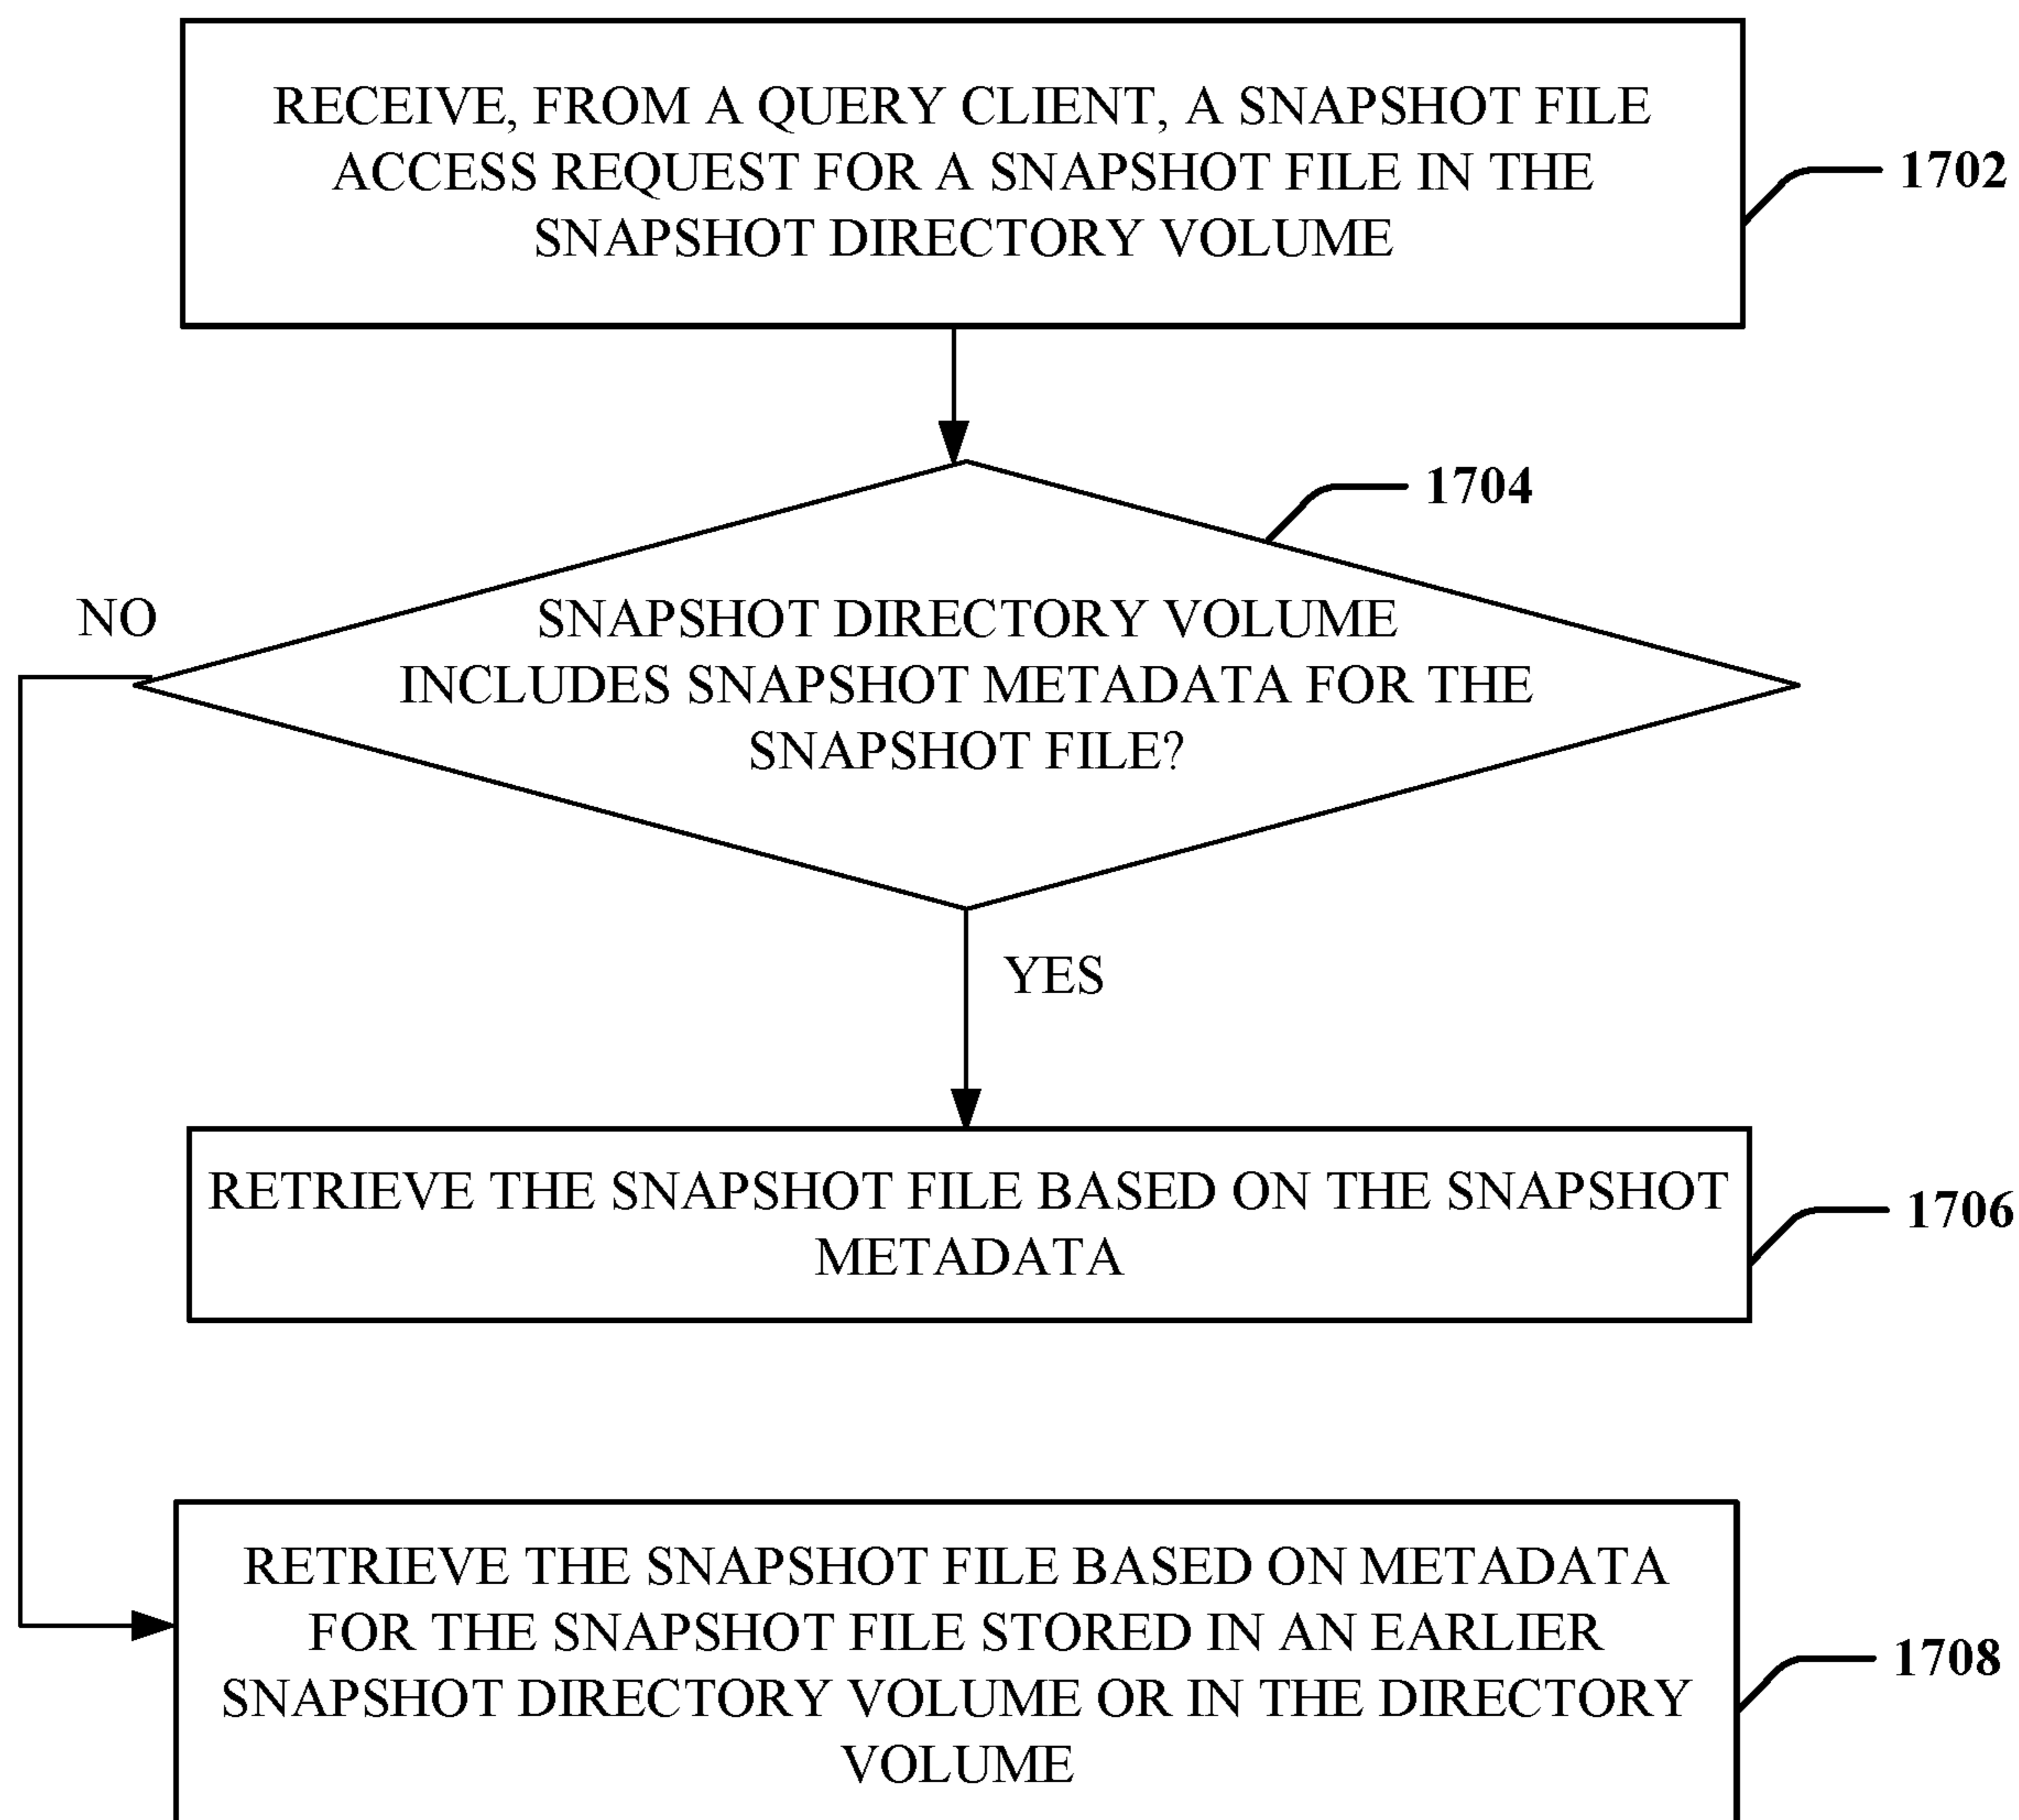 RECEIVE, FROM A QUERY CLIENT, A SNAPSHOT FILE
ACCESS REQUEST FOR A SNAPSHOT FILE IN THE
SNAPSHOT DIRECTORY VOLUME
1702
1704
NO
SNAPSHOT DIRECTORY VOLUME
INCLUDES SNAPSHOT METADATA FOR THE
SNAPSHOT FILE?
YES
RETRIEVE THE SNAPSHOT FILE BASED ON THE SNAPSHOT
METADATA
1706
RETRIEVE THE SNAPSHOT FILE BASED ON METADATA
FOR THE SNAPSHOT FILE STORED IN AN EARLIER
SNAPSHOT DIRECTORY VOLUME OR IN THE DIRECTORY
VOLUME
1708